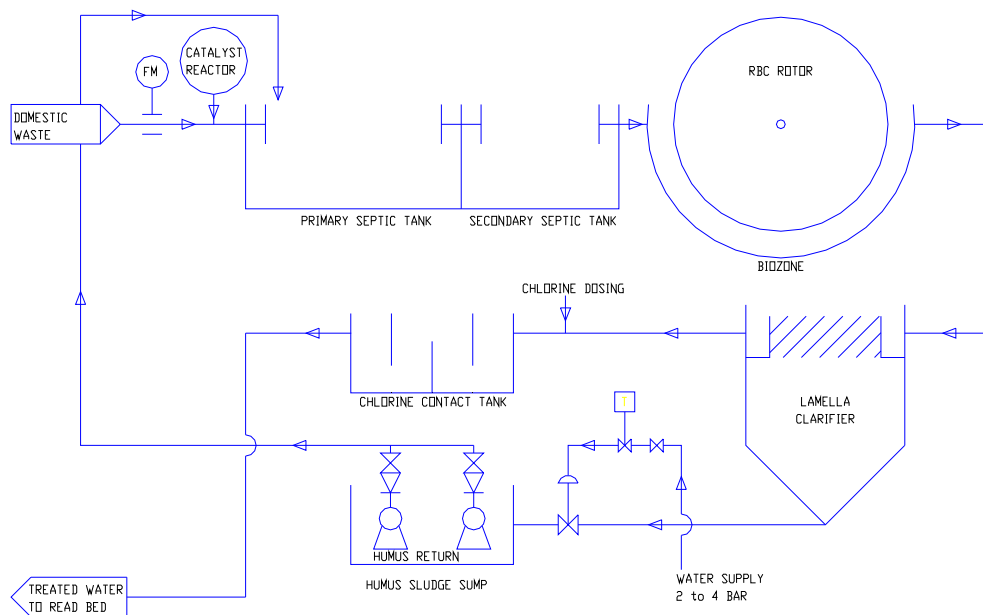 CATALYST
REACTOR
FM
RBC ROTOR
DOMESTIC
WASTE
PRIMARY SEPTIC TANK
SECONDARY SEPTIC TANK
BIOZONE
CHLORINE DOSING
CHLORINE CONTACT TANK
T
LAMELLA
CLARIFIER
HUMUS RETURN
HUMUS SLUDGE SUMP
WATER SUPPLY
2 to 4 BAR
TREATED WATER
TO READ BED